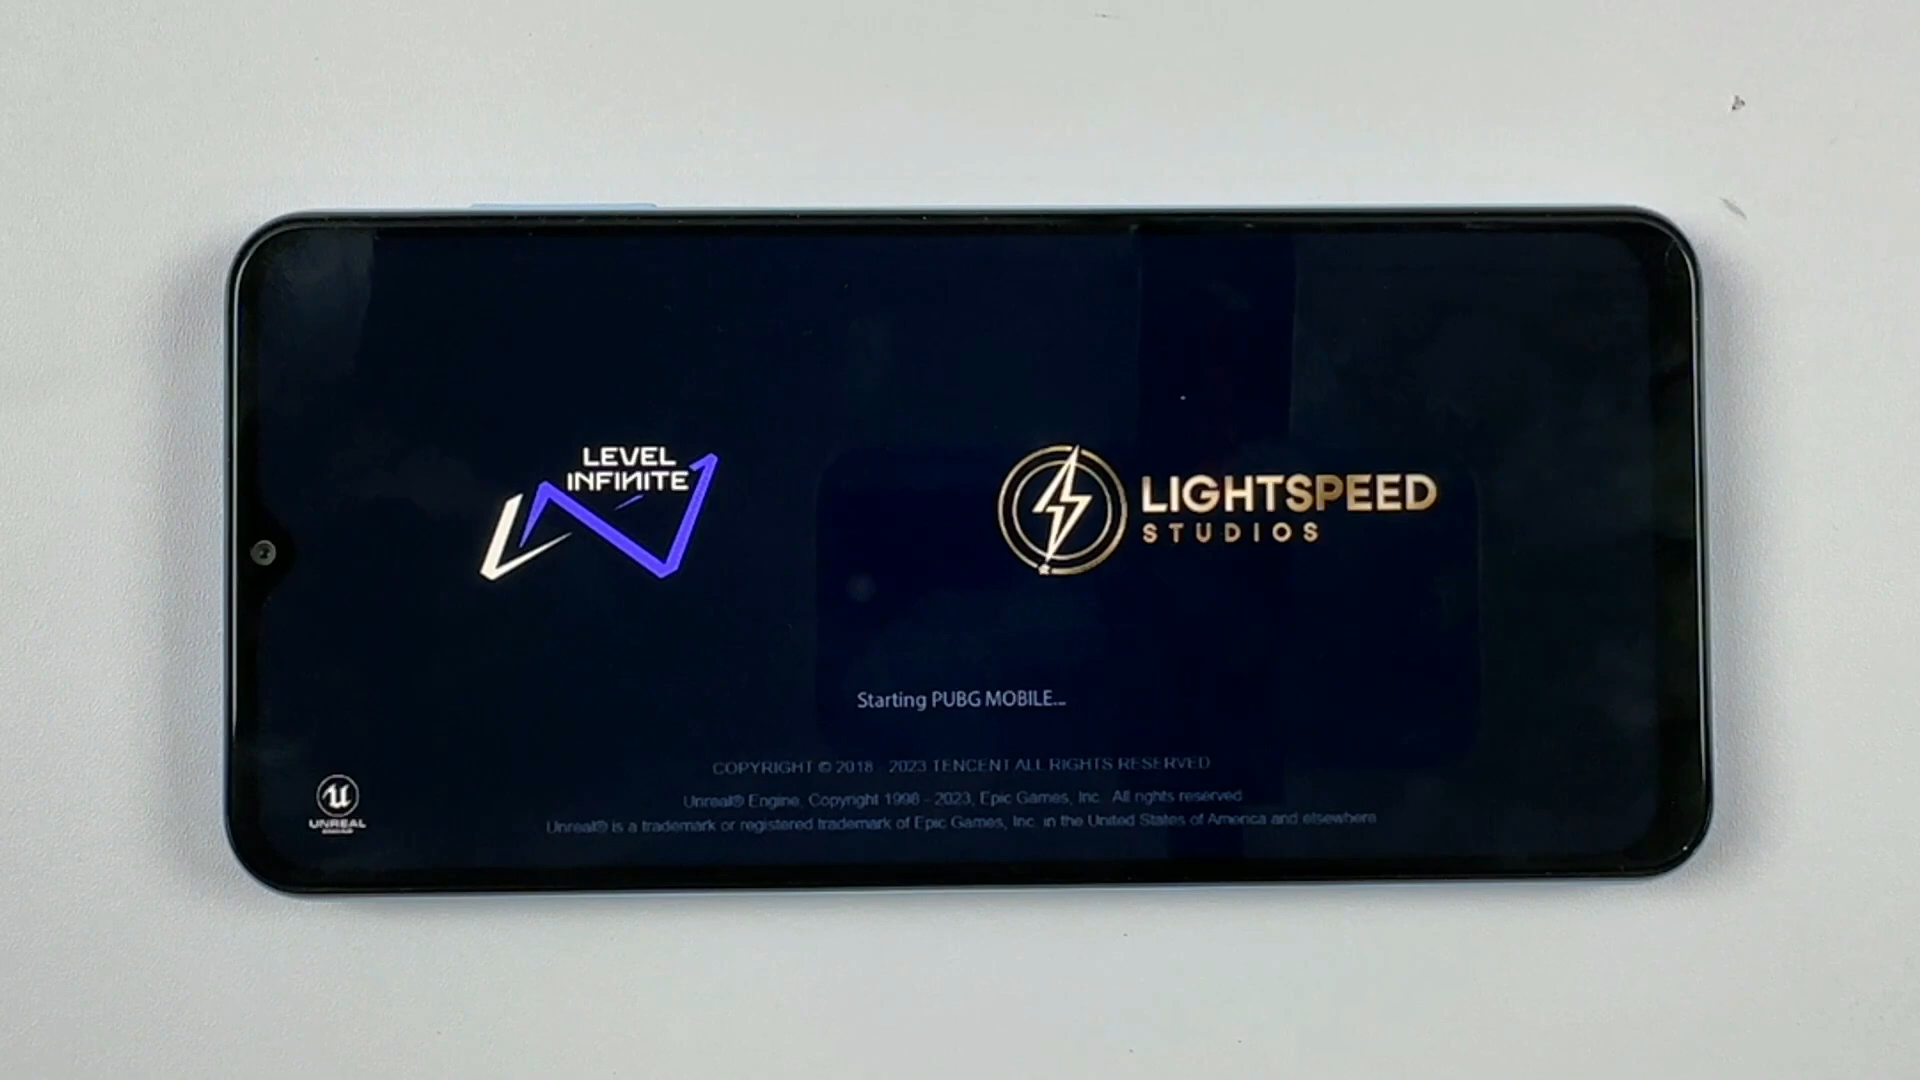 LEVEL
INFINITE
LIGHTSPEED
STUDIOS
Starting PUBG MOBILE...
COPYRIGHT © 2018 - 2023 TENCENT ALL RIGHTS RESERVED
Unreal® Engine, Copyright 1998 - 2023, Epic Games, Inc. All rights reserved
Unreal® is a trademark or registered trademark of Epic Games, Inc. in the United States of America and elsewhere
UNREAL